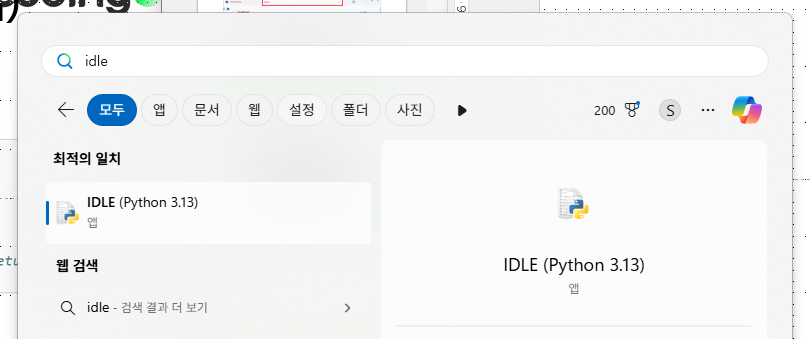 idle
모두 앱 문서 웹 설정 폴더 사진 200 S
최적의 일치
IDLE (Python 3.13)
앱
웹 검색
idle - 검색 결과 더 보기
IDLE (Python 3.13)
앱